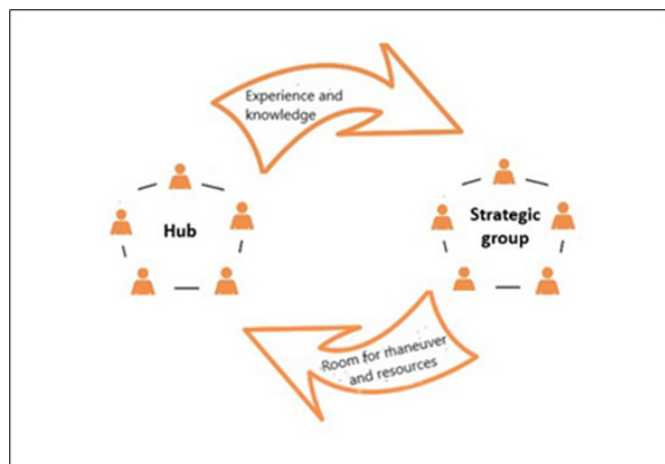 Experience and
knowledge
Hub
Strategic
group
Room for maneuver
and resources